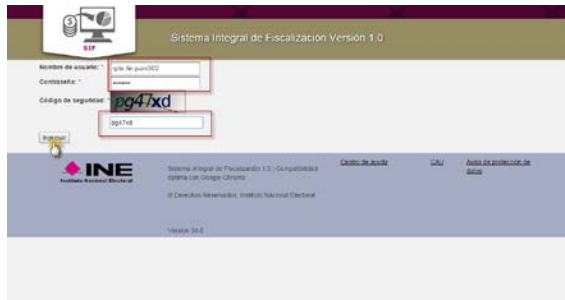 SIF
Sistema Integral de Fiscalización Versión 1.0
Nombre de usuario: *
Contraseña: *
••••••
Código de seguridad: * pg47xd
pg47xd
Ingresar
INE
Instituto Nacional Electoral
Sistema Integral de Fiscalización 1.0 | Compatibilidad
óptima con Google Chrome
© Derechos Reservados, Instituto Nacional Electoral
Versión
Centro de ayuda
CAU
Aviso de protección de
datos